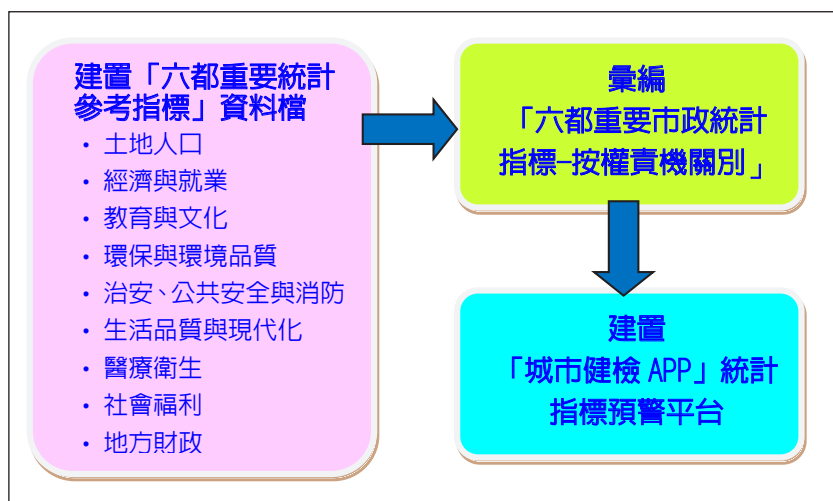 建置「六都重要統計
參考指標」資料檔
• 土地人口
• 經濟與就業
• 教育與文化
• 環保與環境品質
• 治安、公共安全與消防
• 生活品質與現代化
• 醫療衛生
• 社會福利
• 地方財政
彙編
「六都重要市政統計
指標-按權責機關別」
建置
「城市健檢 APP」統計
指標預警平台